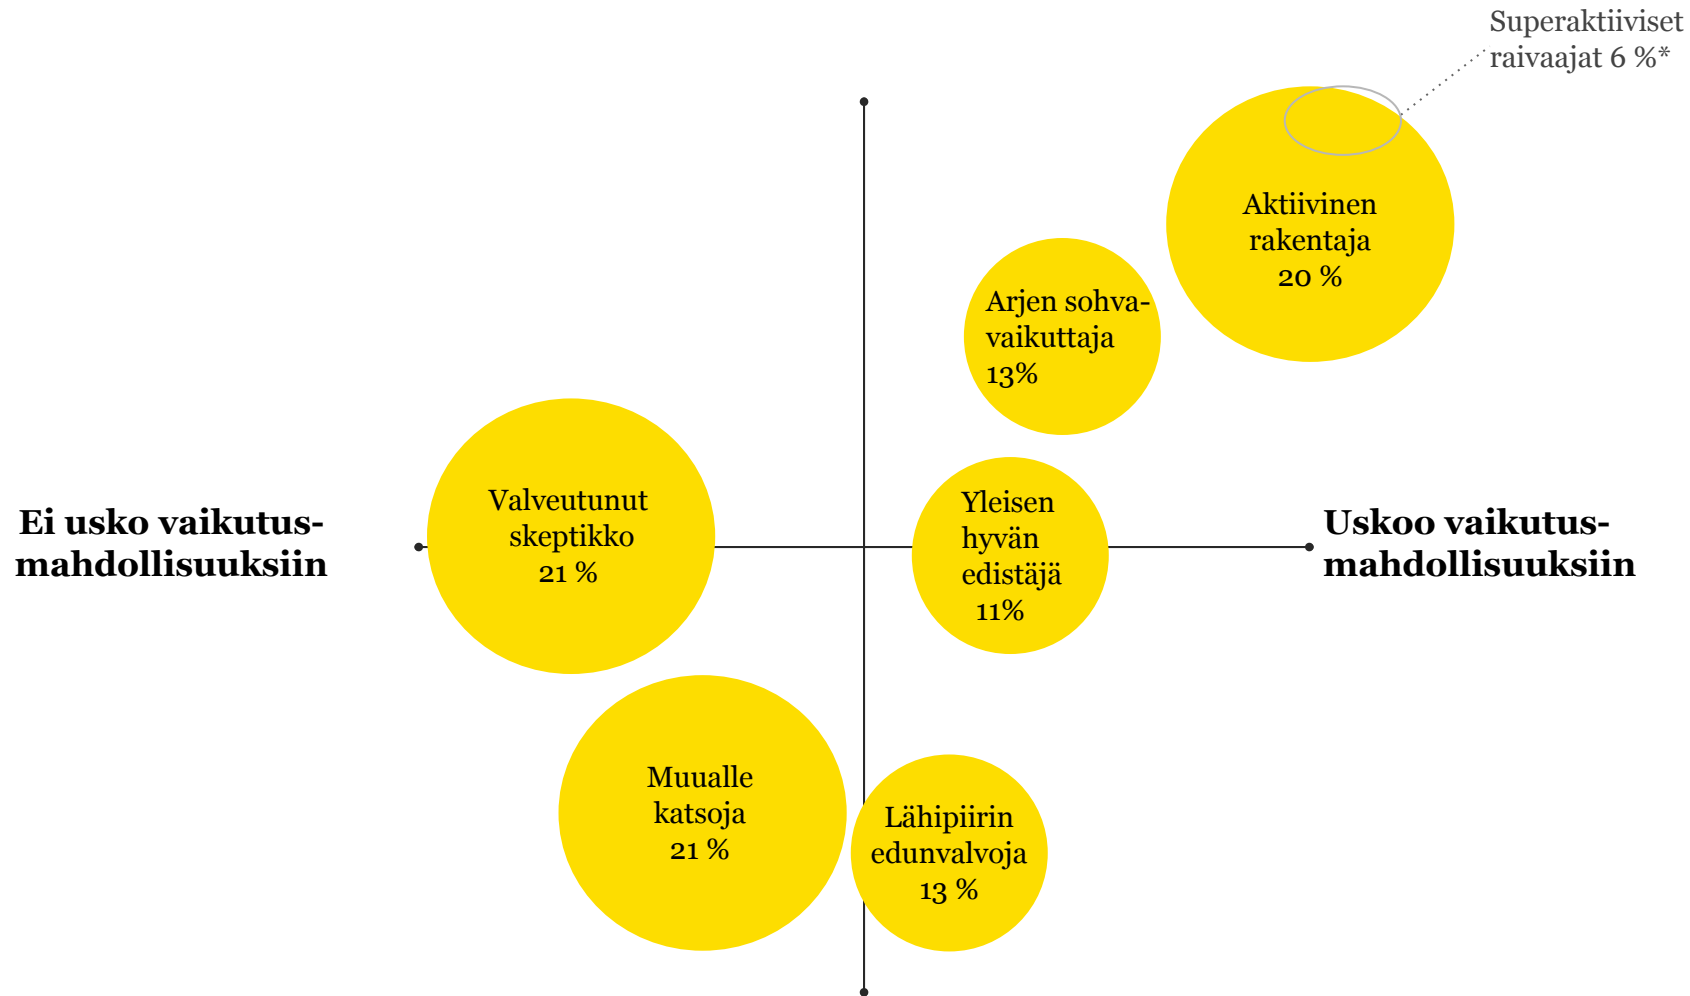 Superaktiiviset
raivaajat 6 %*
Aktiivinen
rakentaja
20 %
Arjen sohva-
vaikuttaja
13%
Valveutunut
skeptikko
21 %
Yleisen
hyvän
edistäjä
11%
Ei usko vaikutus-
mahdollisuuksiin
Uskoo vaikutus-
mahdollisuuksiin
Muualle
katsoja
21 %
Lähipiirin
edunvalvoja
13 %